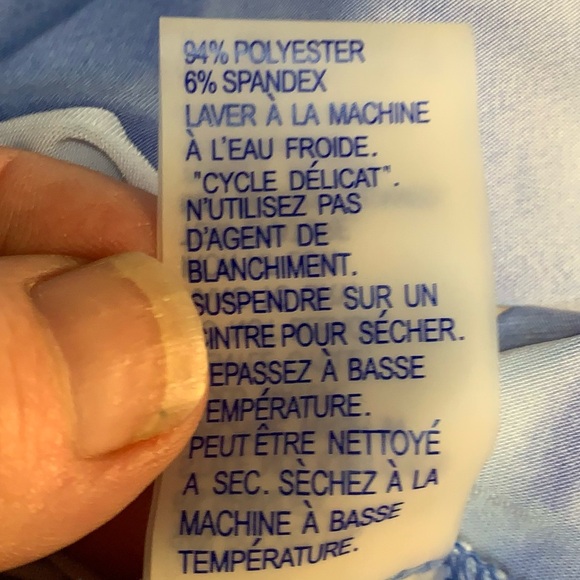 94% POLYESTER
6% SPANDEX
LAVER À LA MACHINE
À L'EAU FROIDE.
"CYCLE DÉLICAT".
N'UTILISEZ PAS
D'AGENT DE
BLANCHIMENT.
SUSPENDRE SUR UN
CINTRE POUR SÉCHER.
REPASSEZ À BASSE
TEMPÉRATURE.
PEUT ÊTRE NETTOYÉ
A SEC. SÈCHEZ À LA
MACHINE À BASSE
TEMPÉRATURE.